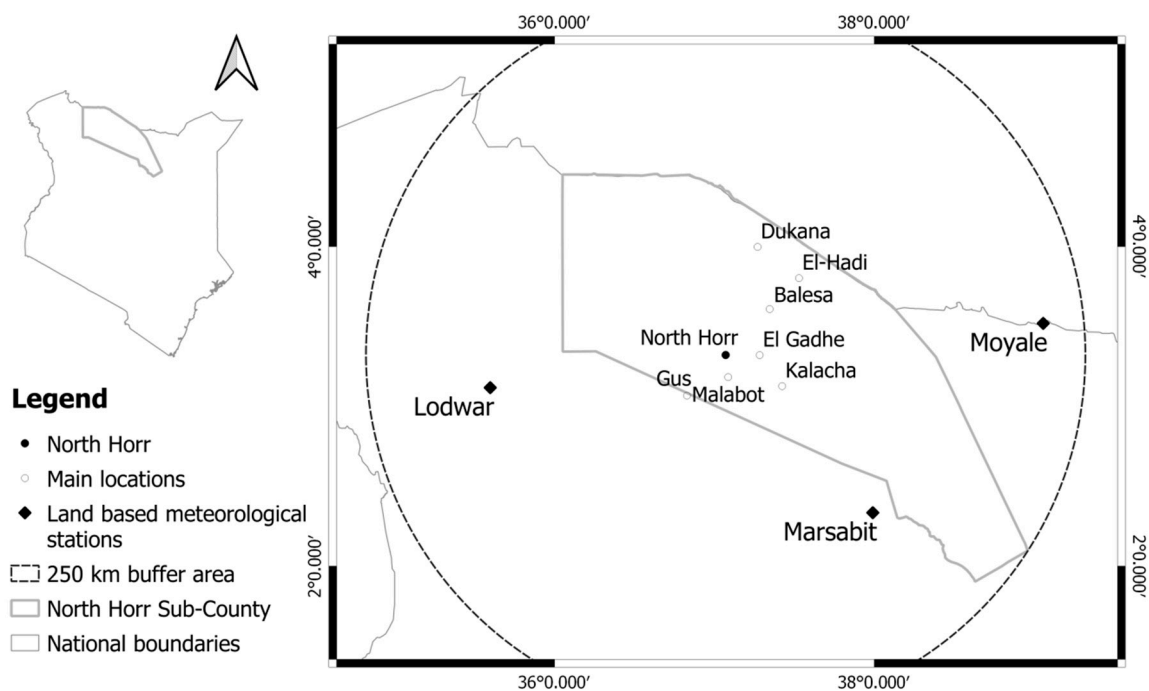 36°0.000′ 38°0.000′
4°0.000′ 4°0.000′
Dukana
El-Hadi
Balesa
North Horr El Gadhe
Moyale
Gus Kalacha
Malabot
Lodwar
Marsabit
2°0.000′ 2°0.000′
36°0.000′ 38°0.000′
Legend
North Horr
Main locations
Land based meteorological
stations
250 km buffer area
North Horr Sub-County
National boundaries